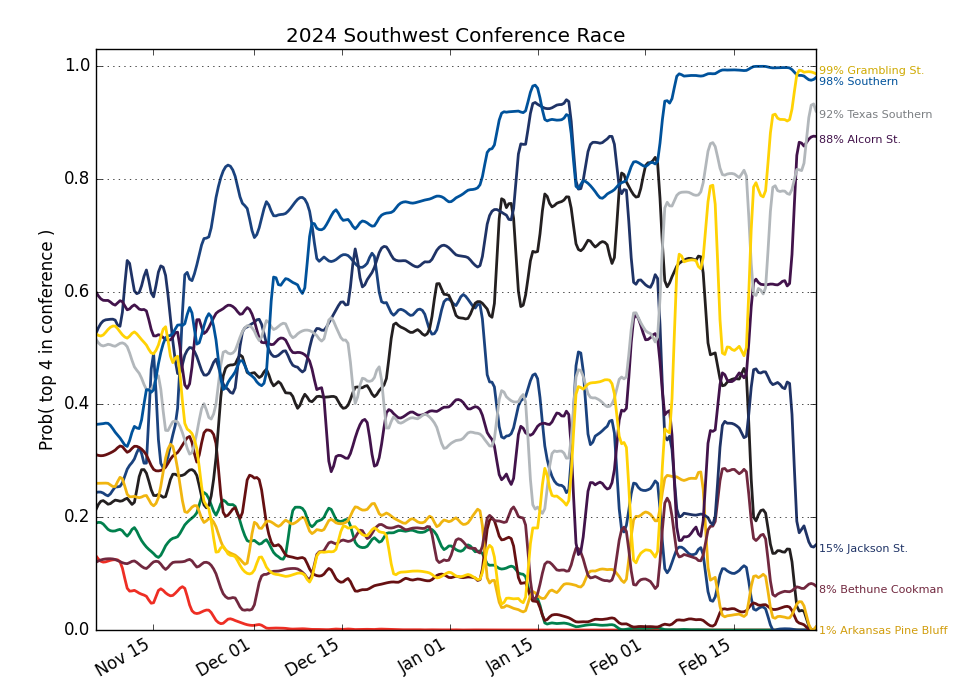 2024 Southwest Conference Race
Prob( top 4 in conference )
1.0
0.8
0.6
0.4
0.2
0.0
Nov 15
Dec 01
Dec 15
Jan 01
Jan 15
Feb 01
Feb 15
99% Grambling St.
98% Southern
92% Texas Southern
88% Alcorn St.
15% Jackson St.
8% Bethune Cookman
1% Arkansas Pine Bluff